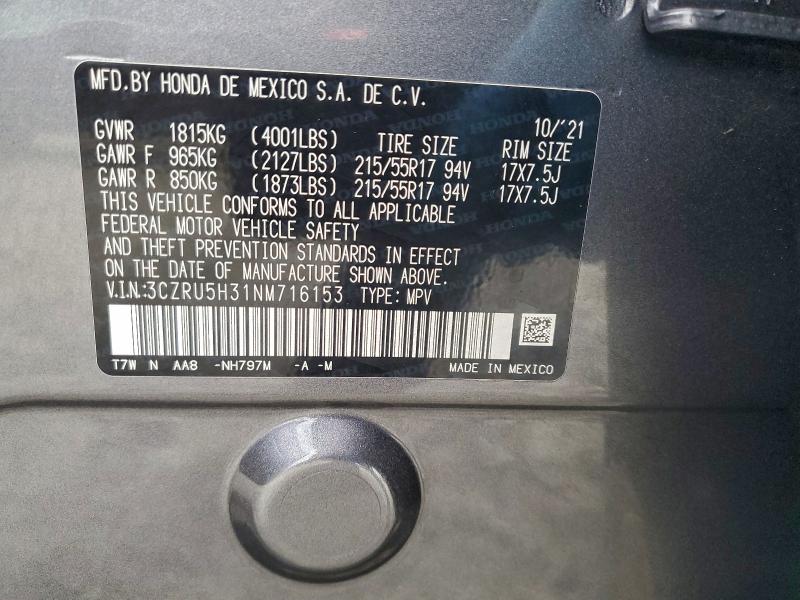 MFD.BY HONDA DE MEXICO S.A. DE C.V.
10/'21
GVWR 1815KG (4001LBS) TIRE SIZE RIM SIZE
GAWR F 965KG (2127LBS) 215/55R17 94V 17X7.5J
GAWR R 850KG (1873LBS) 215/55R17 94V 17X7.5J
THIS VEHICLE CONFORMS TO ALL APPLICABLE
FEDERAL MOTOR VEHICLE SAFETY
AND THEFT PREVENTION STANDARDS IN EFFECT
ON THE DATE OF MANUFACTURE SHOWN ABOVE.
V.I.N.:3CZRU5H31NM716153 TYPE: MPV
T7W N AA8 -NH797M -A -M MADE IN MEXICO